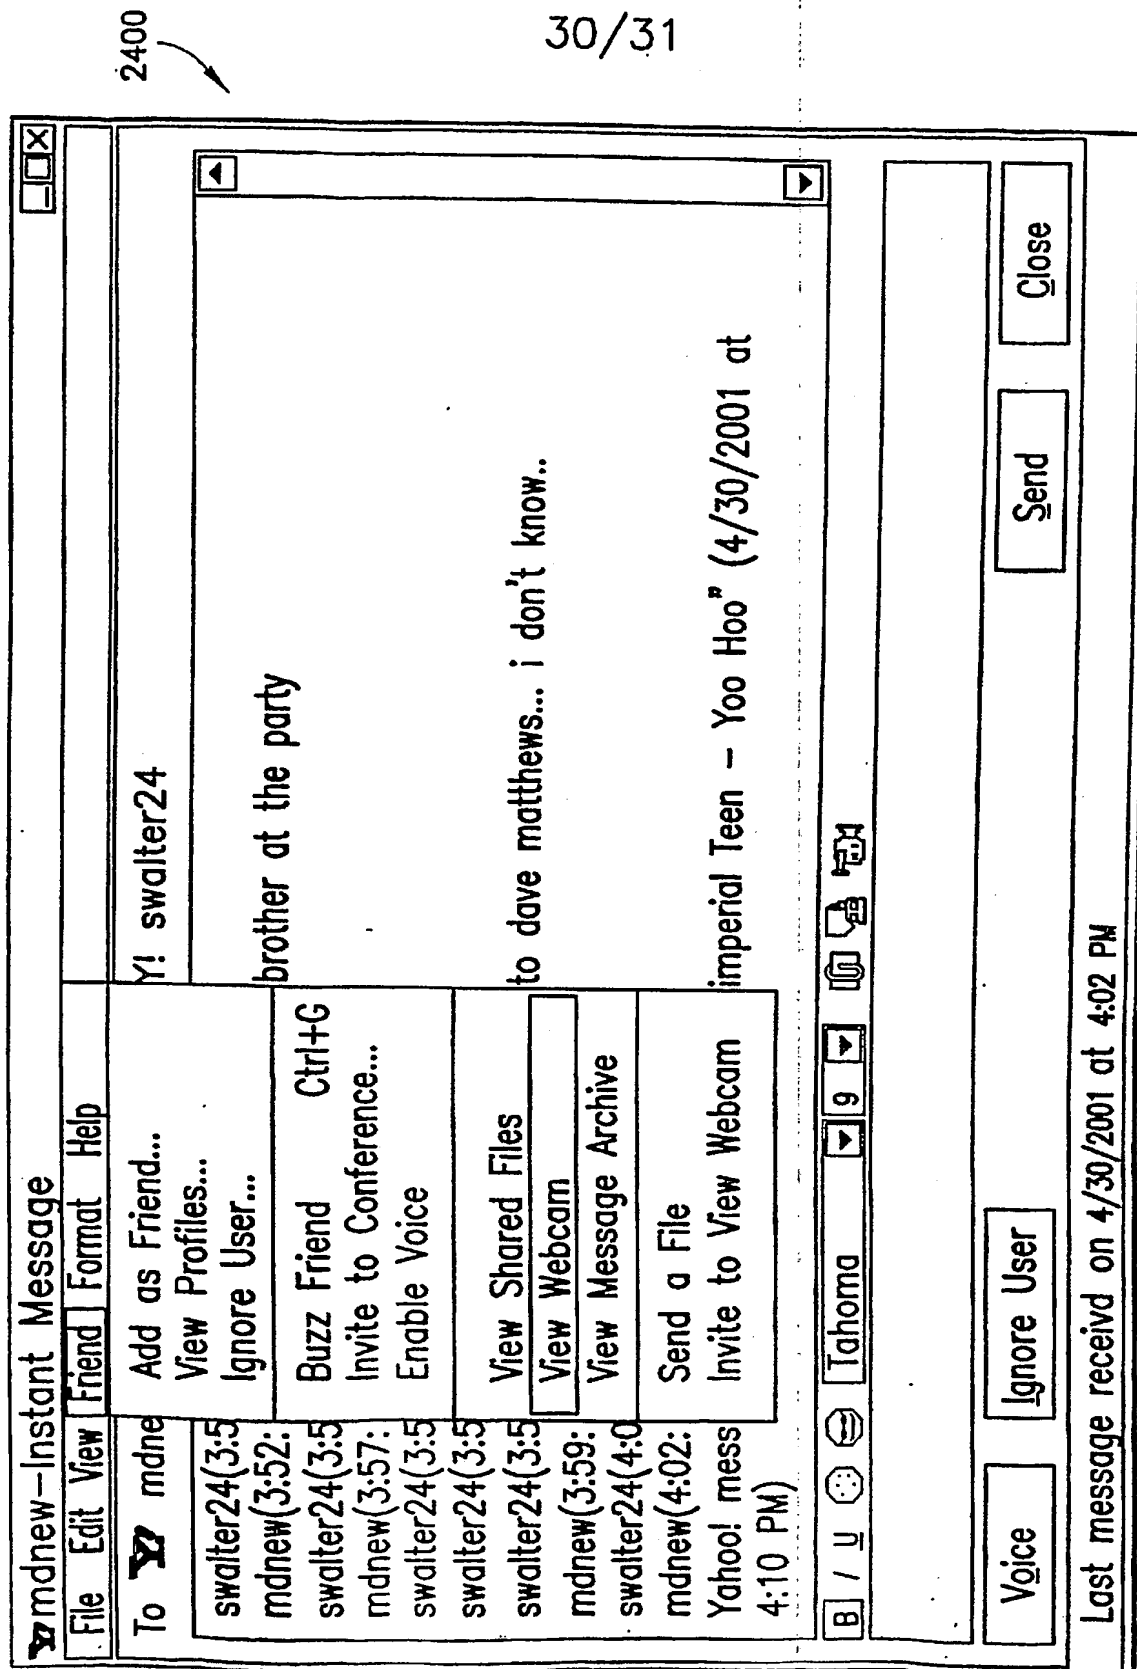 30/31
2400
mdnew-Instant Message
File Edit View Friend Format Help
To Y! mdne
Y! swalter24
Add as Friend...
View Profiles...
Ignore User...
Buzz Friend Ctrl+G
Invite to Conference...
Enable Voice
View Shared Files
View Webcam
View Message Archive
Send a File
Invite to View Webcam
swalter24(3:5
mdnew(3:52: brother at the party
swalter24(3:5
mdnew(3:57:
swalter24(3:5
swalter24(3:5
swalter24(3:5 to dave matthews... i don't know..
mdnew(3:59:
swalter24(4:0
mdnew(4:02:
Yahoo! mess imperial Teen - Yoo Hoo" (4/30/2001 at
4:10 PM)
B / U Tahoma 9
Voice Ignore User Send Close
Last message receivd on 4/30/2001 at 4:02 PM